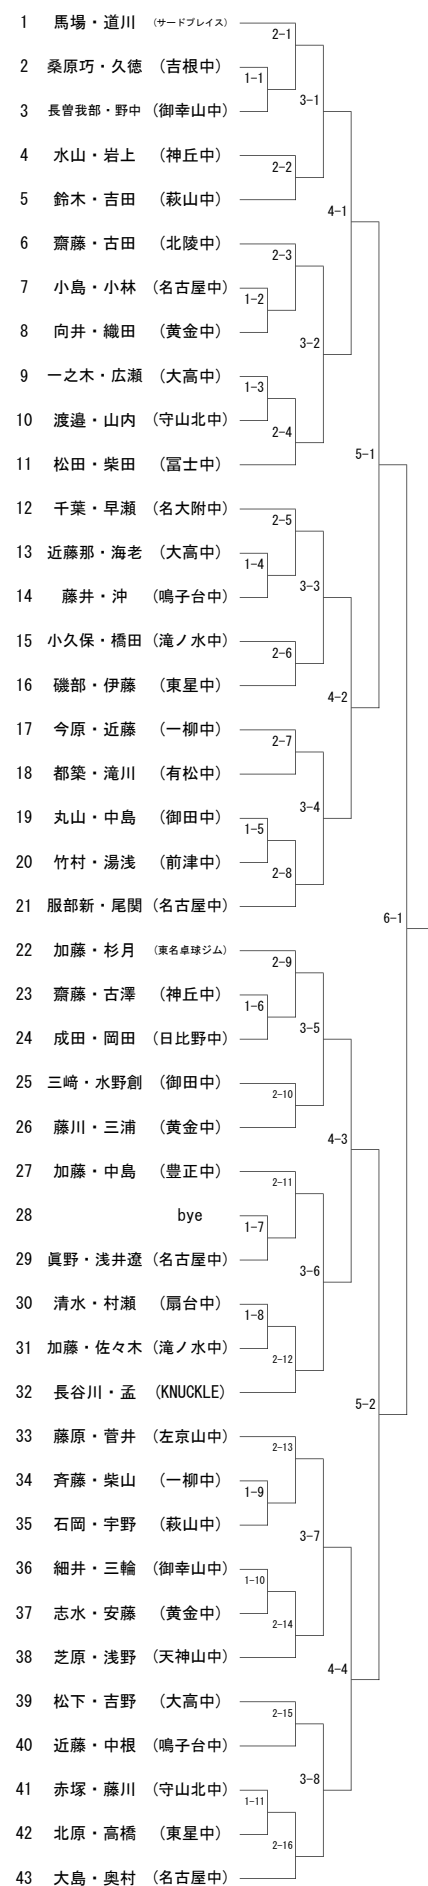 1 馬場・道川 (サードプレイス)
2-1
2 桑原巧・久徳 (吉根中)
1-1
3-1
3 長曽我部・野中 (御幸山中)
4 水山・岩上 (神丘中)
2-2
5 鈴木・吉田 (萩山中)
4-1
6 齋藤・古田 (北陵中)
2-3
7 小島・小林 (名古屋中)
1-2
8 向井・織田 (黄金中)
3-2
9 一之木・広瀬 (大高中)
1-3
10 渡邉・山内 (守山北中)
2-4
5-1
11 松田・柴田 (冨士中)
12 千葉・早瀬 (名大附中)
2-5
13 近藤那・海老 (大高中)
1-4
3-3
14 藤井・沖 (鳴子台中)
15 小久保・橋田 (滝ノ水中)
2-6
16 磯部・伊藤 (東星中)
4-2
17 今原・近藤 (一柳中)
2-7
18 都築・滝川 (有松中)
3-4
19 丸山・中島 (御田中)
1-5
20 竹村・湯浅 (前津中)
2-8
21 服部新・尾関 (名古屋中)
6-1
22 加藤・杉月 (東名卓球ジム)
2-9
23 齋藤・古澤 (神丘中)
1-6
3-5
24 成田・岡田 (日比野中)
25 三﨑・水野創 (御田中)
2-10
26 藤川・三浦 (黄金中)
4-3
27 加藤・中島 (豊正中)
2-11
28 bye
1-7
29 眞野・浅井遼 (名古屋中)
3-6
30 清水・村瀬 (扇台中)
1-8
31 加藤・佐々木 (滝ノ水中)
2-12
32 長谷川・孟 (KNUCKLE)
5-2
33 藤原・菅井 (左京山中)
2-13
34 斉藤・柴山 (一柳中)
1-9
35 石岡・宇野 (萩山中)
3-7
36 細井・三輪 (御幸山中)
1-10
37 志水・安藤 (黄金中)
2-14
38 芝原・浅野 (天神山中)
4-4
39 松下・吉野 (大高中)
2-15
40 近藤・中根 (鳴子台中)
3-8
41 赤塚・藤川 (守山北中)
1-11
42 北原・高橋 (東星中)
2-16
43 大島・奥村 (名古屋中)